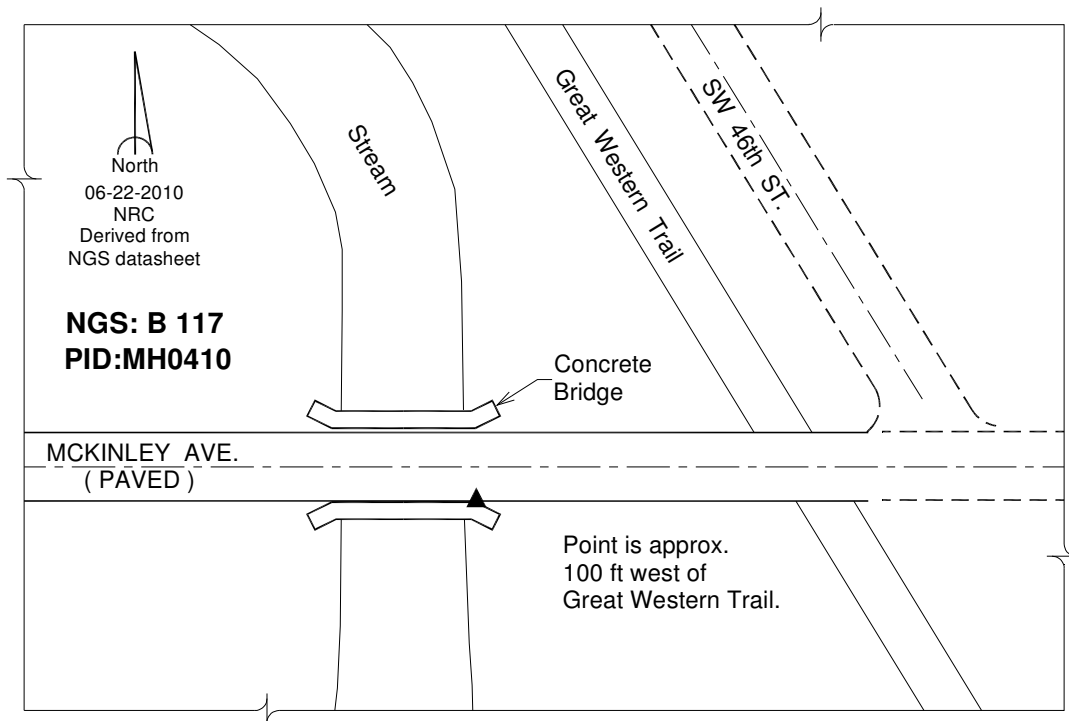 Stream
Great Western Trail
SW 46th ST.
North
06-22-2010
NRC
Derived from
NGS datasheet
NGS: B 117
PID:MH0410
Concrete
Bridge
MCKINLEY AVE.
( PAVED )
Point is approx.
100 ft west of
Great Western Trail.